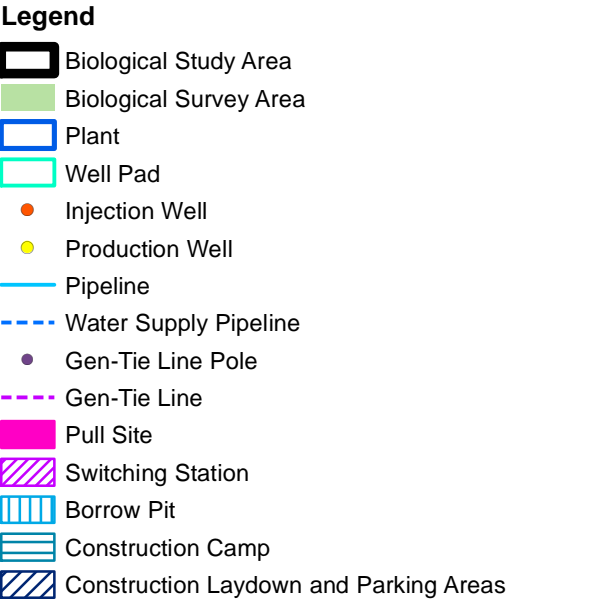 Legend
Biological Study Area
Biological Survey Area
Plant
Well Pad
Injection Well
Production Well
Pipeline
Water Supply Pipeline
Gen-Tie Line Pole
Gen-Tie Line
Pull Site
Switching Station
Borrow Pit
Construction Camp
Construction Laydown and Parking Areas